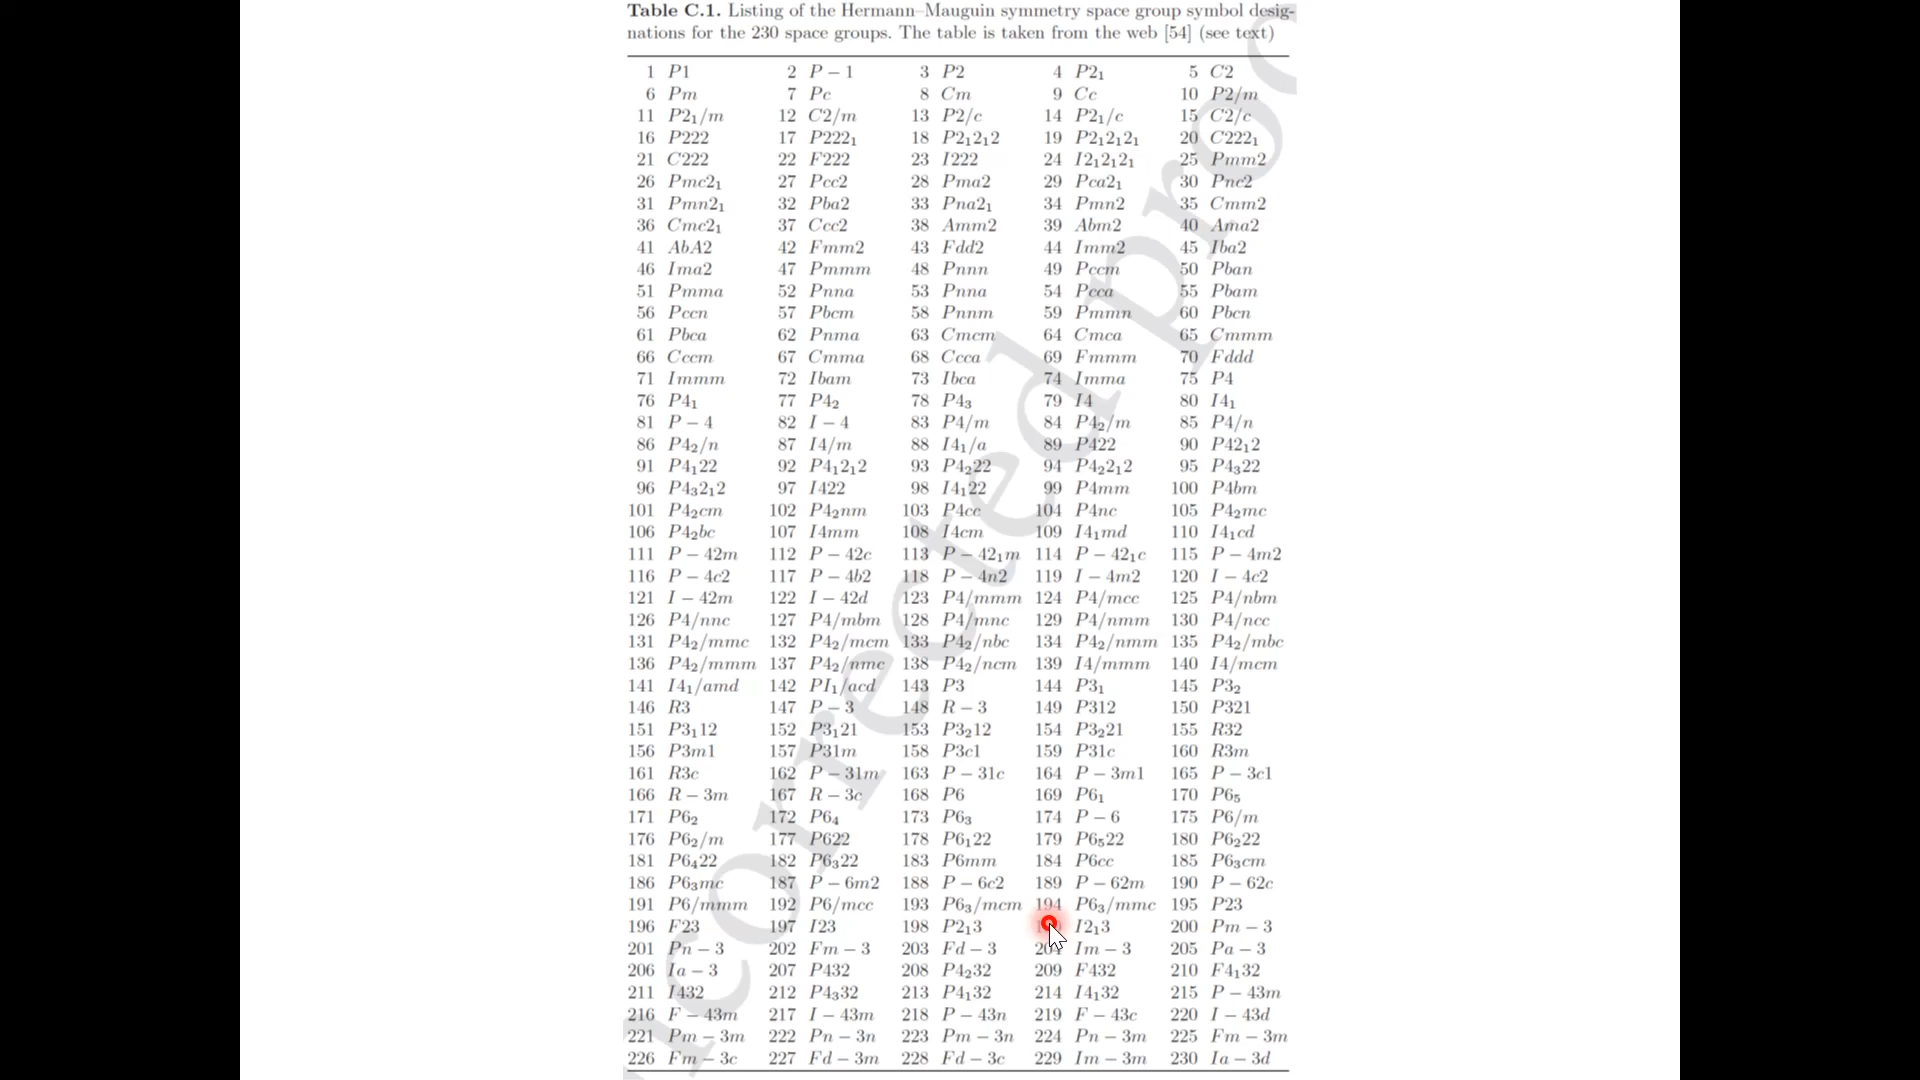 Table C.1. Listing of the Hermann–Mauguin symmetry space group symbol desig-
nations for the 230 space groups. The table is taken from the web [54] (see text)
1 P1 2 P − 1 3 P2 4 P2₁ 5 C2
6 Pm 7 Pc 8 Cm 9 Cc 10 P2/m
11 P2₁/m 12 C2/m 13 P2/c 14 P2₁/c 15 C2/c
16 P222 17 P222₁ 18 P2₁2₁2 19 P2₁2₁2₁ 20 C222₁
21 C222 22 F222 23 I222 24 I2₁2₁2₁ 25 Pmm2
26 Pmc2₁ 27 Pcc2 28 Pma2 29 Pca2₁ 30 Pnc2
31 Pmn2₁ 32 Pba2 33 Pna2₁ 34 Pmn2 35 Cmm2
36 Cmc2₁ 37 Ccc2 38 Amm2 39 Abm2 40 Ama2
41 AbA2 42 Fmm2 43 Fdd2 44 Imm2 45 Iba2
46 Ima2 47 Pmmm 48 Pnnn 49 Pccm 50 Pban
51 Pmma 52 Pnna 53 Pnna 54 Pcca 55 Pbam
56 Pccn 57 Pbcm 58 Pnnm 59 Pmmn 60 Pbcn
61 Pbca 62 Pnma 63 Cmcm 64 Cmca 65 Cmmm
66 Cccm 67 Cmma 68 Ccca 69 Fmmm 70 Fddd
71 Immm 72 Ibam 73 Ibca 74 Imma 75 P4
76 P4₁ 77 P4₂ 78 P4₃ 79 I4 80 I4₁
81 P − 4 82 I − 4 83 P4/m 84 P4₂/m 85 P4/n
86 P4₂/n 87 I4/m 88 I4₁/a 89 P422 90 P42₁2
91 P4₁22 92 P4₁2₁2 93 P4₂22 94 P4₂2₁2 95 P4₃22
96 P4₃2₁2 97 I422 98 I4₁22 99 P4mm 100 P4bm
101 P4₂cm 102 P4₂nm 103 P4cc 104 P4nc 105 P4₂mc
106 P4₂bc 107 I4mm 108 I4cm 109 I4₁md 110 I4₁cd
111 P − 42m 112 P − 42c 113 P − 42₁m 114 P − 42₁c 115 P − 4m2
116 P − 4c2 117 P − 4b2 118 P − 4n2 119 I − 4m2 120 I − 4c2
121 I − 42m 122 I − 42d 123 P4/mmm 124 P4/mcc 125 P4/nbm
126 P4/nnc 127 P4/mbm 128 P4/mnc 129 P4/nmm 130 P4/ncc
131 P4₂/mmc 132 P4₂/mcm 133 P4₂/nbc 134 P4₂/nmm 135 P4₂/mbc
136 P4₂/mmm 137 P4₂/nmc 138 P4₂/ncm 139 I4/mmm 140 I4/mcm
141 I4₁/amd 142 PI₁/acd 143 P3 144 P3₁ 145 P3₂
146 R3 147 P − 3 148 R − 3 149 P312 150 P321
151 P3₁12 152 P3₁21 153 P3₂12 154 P3₂21 155 R32
156 P3m1 157 P31m 158 P3c1 159 P31c 160 R3m
161 R3c 162 P − 31m 163 P − 31c 164 P − 3m1 165 P − 3c1
166 R − 3m 167 R − 3c 168 P6 169 P6₁ 170 P6₅
171 P6₂ 172 P6₄ 173 P6₃ 174 P − 6 175 P6/m
176 P6₂/m 177 P622 178 P6₁22 179 P6₅22 180 P6₂22
181 P6₄22 182 P6₃22 183 P6mm 184 P6cc 185 P6₃cm
186 P6₃mc 187 P − 6m2 188 P − 6c2 189 P − 62m 190 P − 62c
191 P6/mmm 192 P6/mcc 193 P6₃/mcm 194 P6₃/mmc 195 P23
196 F23 197 I23 198 P2₁3 I2₁3 200 Pm − 3
201 Pn − 3 202 Fm − 3 203 Fd − 3 204 Im − 3 205 Pa − 3
206 Ia − 3 207 P432 208 P4₂32 209 F432 210 F4₁32
211 I432 212 P4₃32 213 P4₁32 214 I4₁32 215 P − 43m
216 F − 43m 217 I − 43m 218 P − 43n 219 F − 43c 220 I − 43d
221 Pm − 3m 222 Pn − 3n 223 Pm − 3n 224 Pn − 3m 225 Fm − 3m
226 Fm − 3c 227 Fd − 3m 228 Fd − 3c 229 Im − 3m 230 Ia − 3d